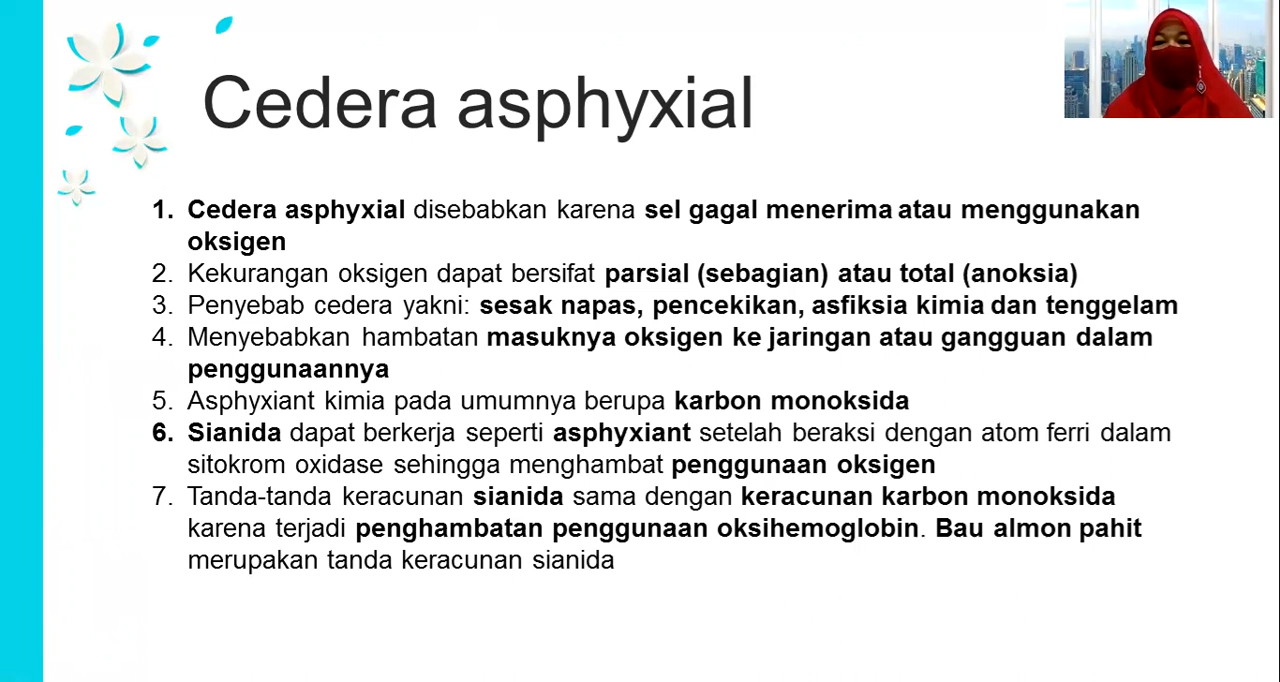 Cedera asphyxial
1. Cedera asphyxial disebabkan karena sel gagal menerima atau menggunakan
oksigen
2. Kekurangan oksigen dapat bersifat parsial (sebagian) atau total (anoksia)
3. Penyebab cedera yakni: sesak napas, pencekikan, asfiksia kimia dan tenggelam
4. Menyebabkan hambatan masuknya oksigen ke jaringan atau gangguan dalam
penggunaannya
5. Asphyxiant kimia pada umumnya berupa karbon monoksida
6. Sianida dapat berkerja seperti asphyxiant setelah beraksi dengan atom ferri dalam
sitokrom oxidase sehingga menghambat penggunaan oksigen
7. Tanda-tanda keracunan sianida sama dengan keracunan karbon monoksida
karena terjadi penghambatan penggunaan oksihemoglobin. Bau almon pahit
merupakan tanda keracunan sianida